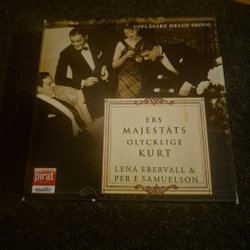 UPPLÄSARE HELGE SKOOG
ERS
MAJESTÄTS
OLYCKLIGE
KURT
LENA EBERVALL &
PER E SAMUELSON
pirat
audio